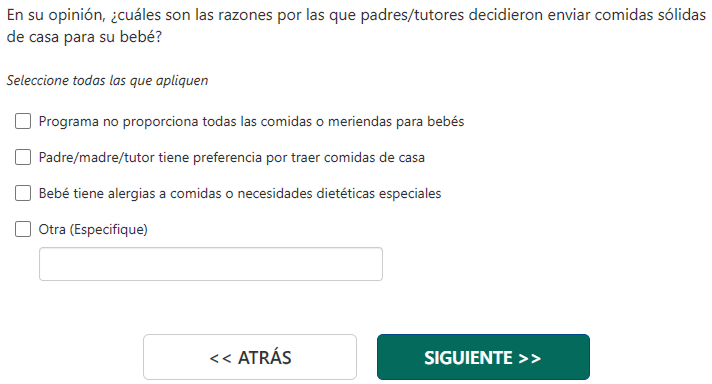 En su opinión, ¿cuáles son las razones por las que padres/tutores decidieron enviar comidas sólidas
de casa para su bebé?
Seleccione todas las que apliquen
Programa no proporciona todas las comidas o meriendas para bebés
Padre/madre/tutor tiene preferencia por traer comidas de casa
Bebé tiene alergias a comidas o necesidades dietéticas especiales
Otra (Especifique)
<< ATRÁS
SIGUIENTE >>